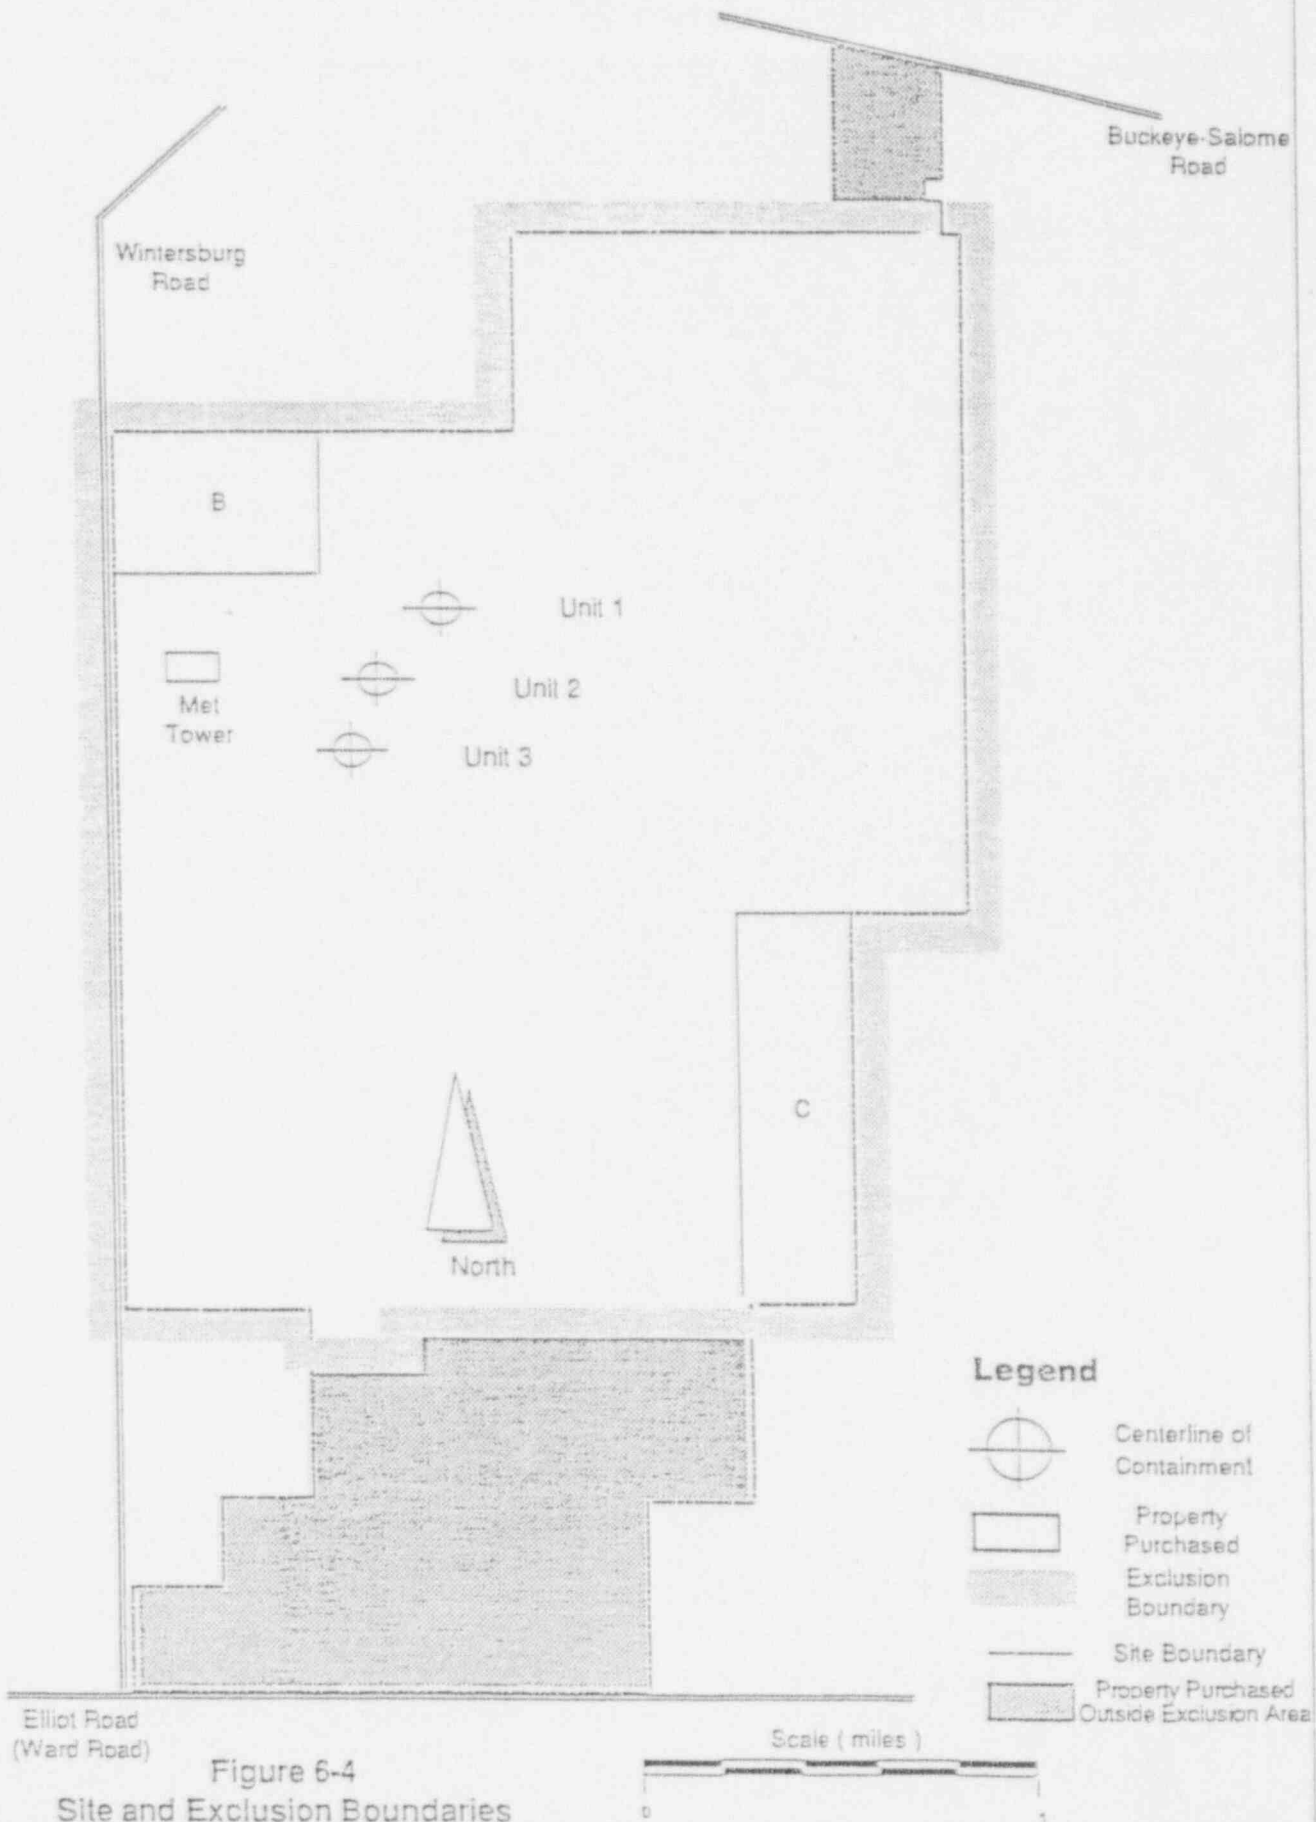 Buckeye-Salome
Road
Wintersburg
Road
B
Unit 1
Unit 2
Met
Tower
Unit 3
C
North
Legend
Centerline of
Containment
Property
Purchased
Exclusion
Boundary
Site Boundary
Property Purchased
Outside Exclusion Area
Elliot Road
(Ward Road)
Scale ( miles )
0
1
Figure 6-4
Site and Exclusion Boundaries